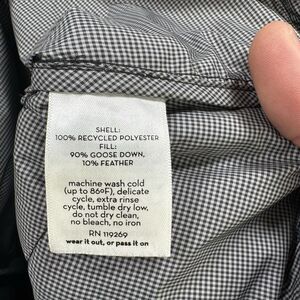 SHELL:
100% RECYCLED POLYESTER
FILL:
90% GOOSE DOWN,
10% FEATHER
machine wash cold
(up to 86ºF), delicate
cycle, extra rinse
cycle, tumble dry low,
do not dry clean,
no bleach, no iron
RN 119269
wear it out, or pass it on